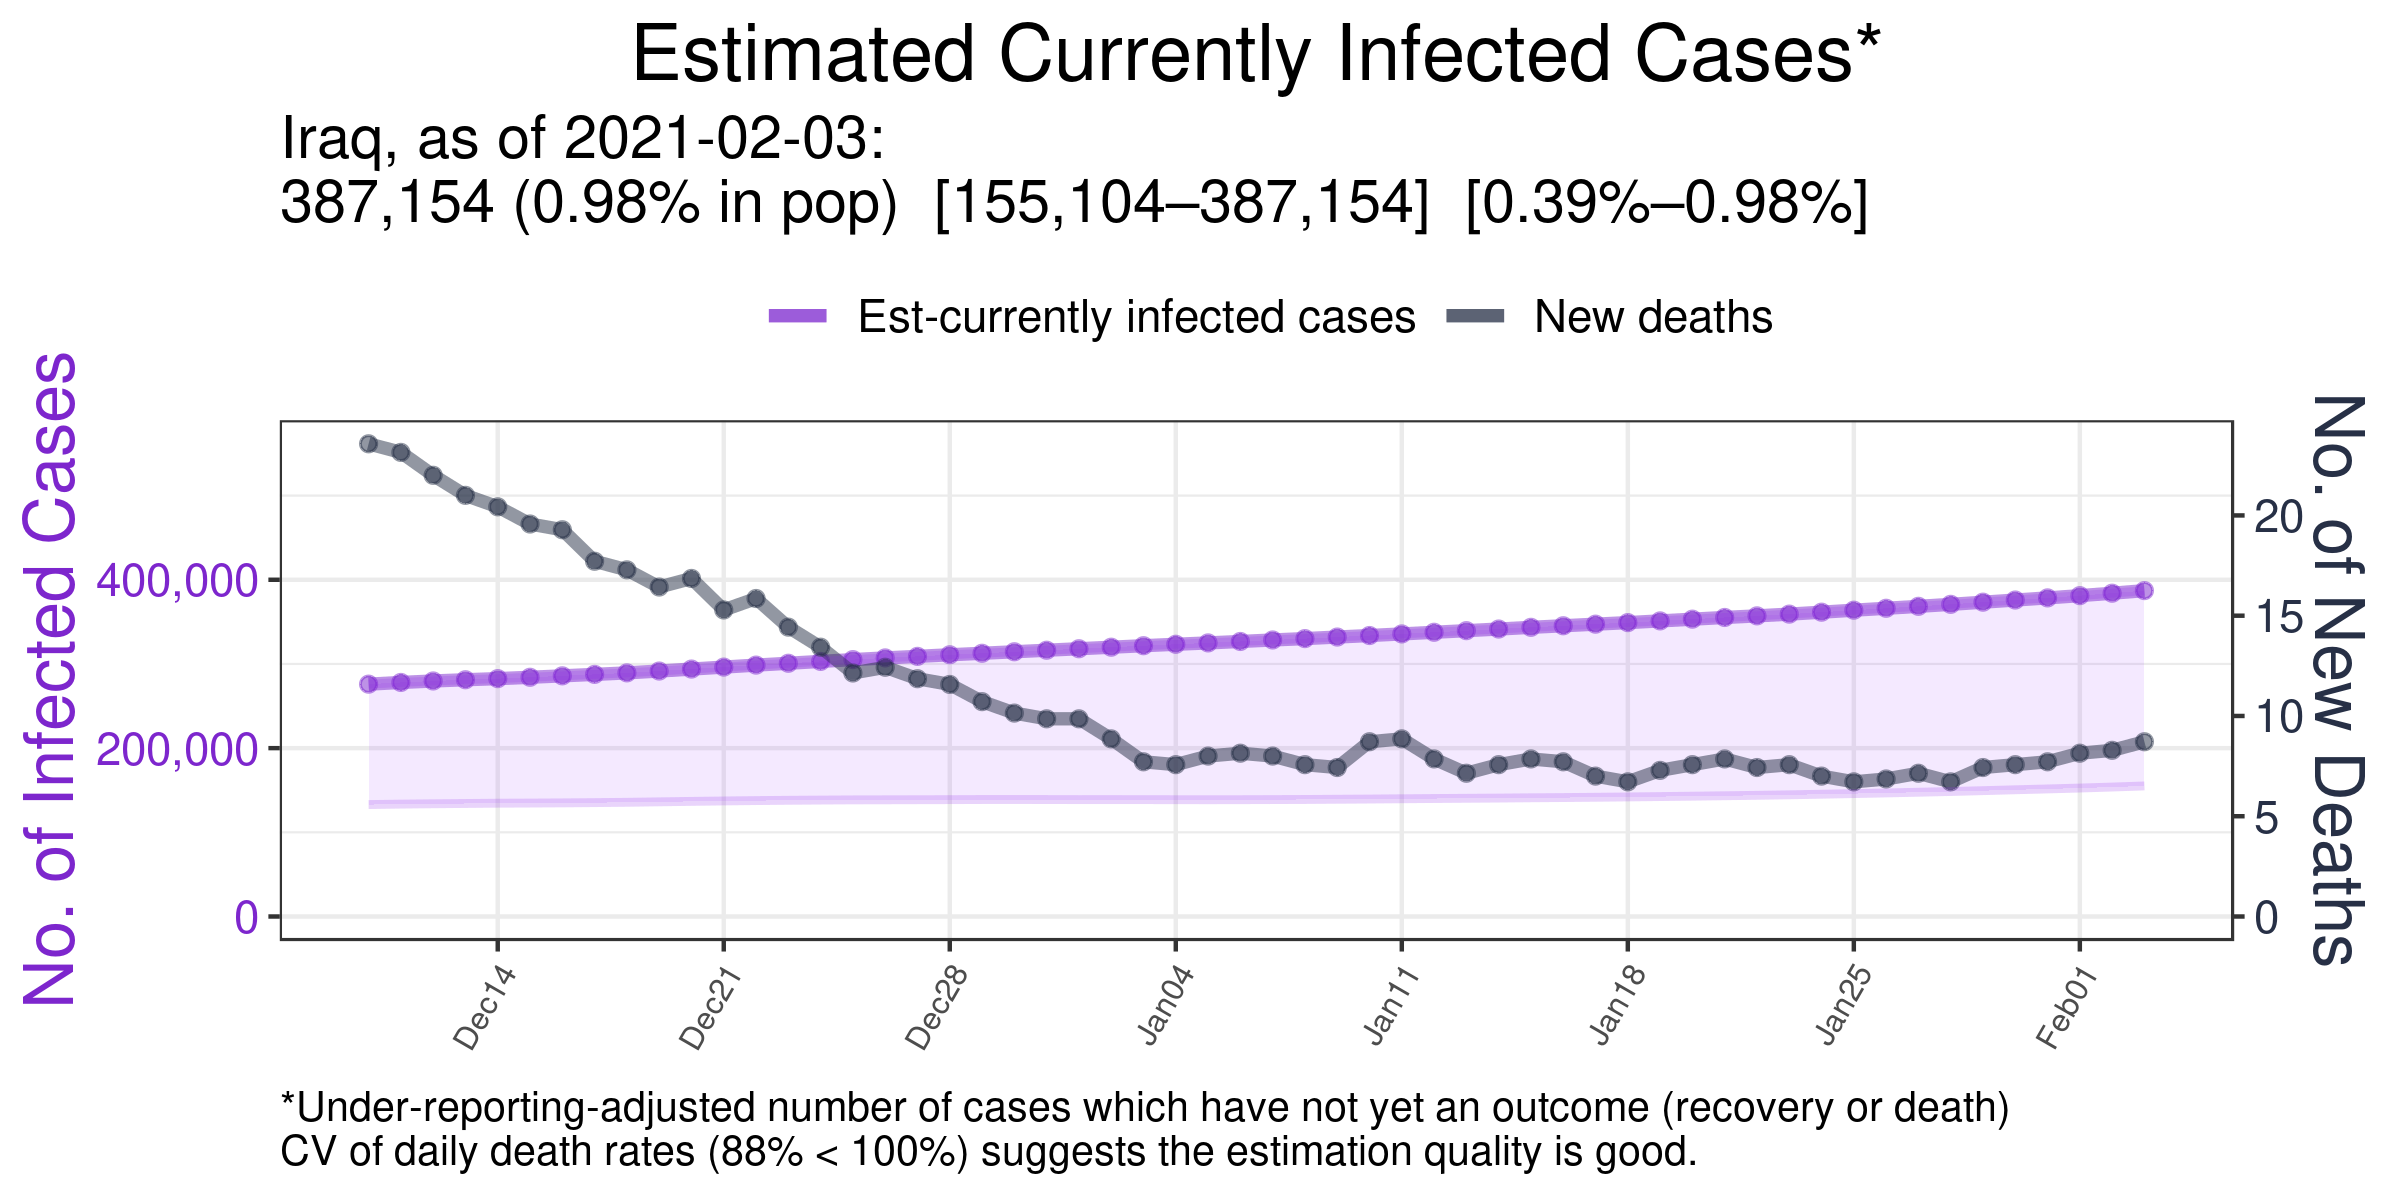 Estimated Currently Infected Cases*
Iraq, as of 2021-02-03:
387,154 (0.98% in pop)  [155,104–387,154]  [0.39%–0.98%]
Est-currently infected cases
New deaths
No. of Infected Cases
400,000
200,000
0
No. of New Deaths
20
15
10
5
0
Dec14
Dec21
Dec28
Jan04
Jan11
Jan18
Jan25
Feb01
*Under-reporting-adjusted number of cases which have not yet an outcome (recovery or death)
CV of daily death rates (88% < 100%) suggests the estimation quality is good.